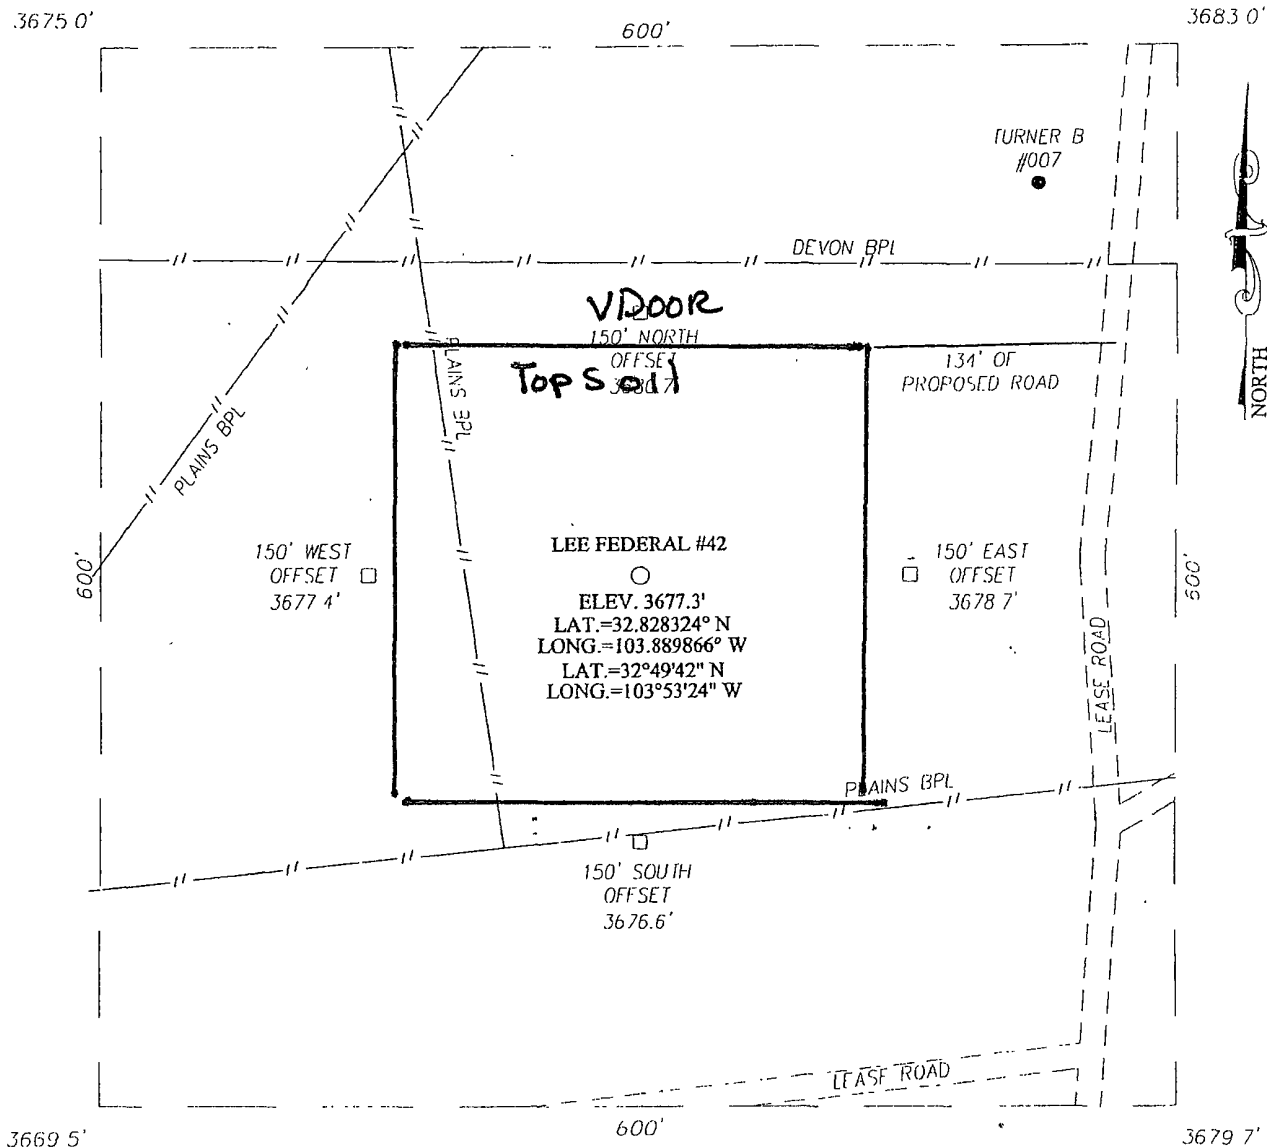 3675 0'
600'
3683 0'
TURNER B
#007
DEVON BPL
VDOOR
150' NORTH
OFFSET
Top Soil
134' OF
PROPOSED ROAD
PLAINS BPL
PLAINS BPL
NORTH
600'
150' WEST
OFFSET
3677 4'
LEE FEDERAL #42
ELEV. 3677.3'
LAT.=32.828324° N
LONG.=103.889866° W
LAT.=32°49'42" N
LONG.=103°53'24" W
150' EAST
OFFSET
3678 7'
600'
LEASE ROAD
PLAINS BPL
150' SOUTH
OFFSET
3676.6'
LEASE ROAD
3669 5'
600'
3679 7'